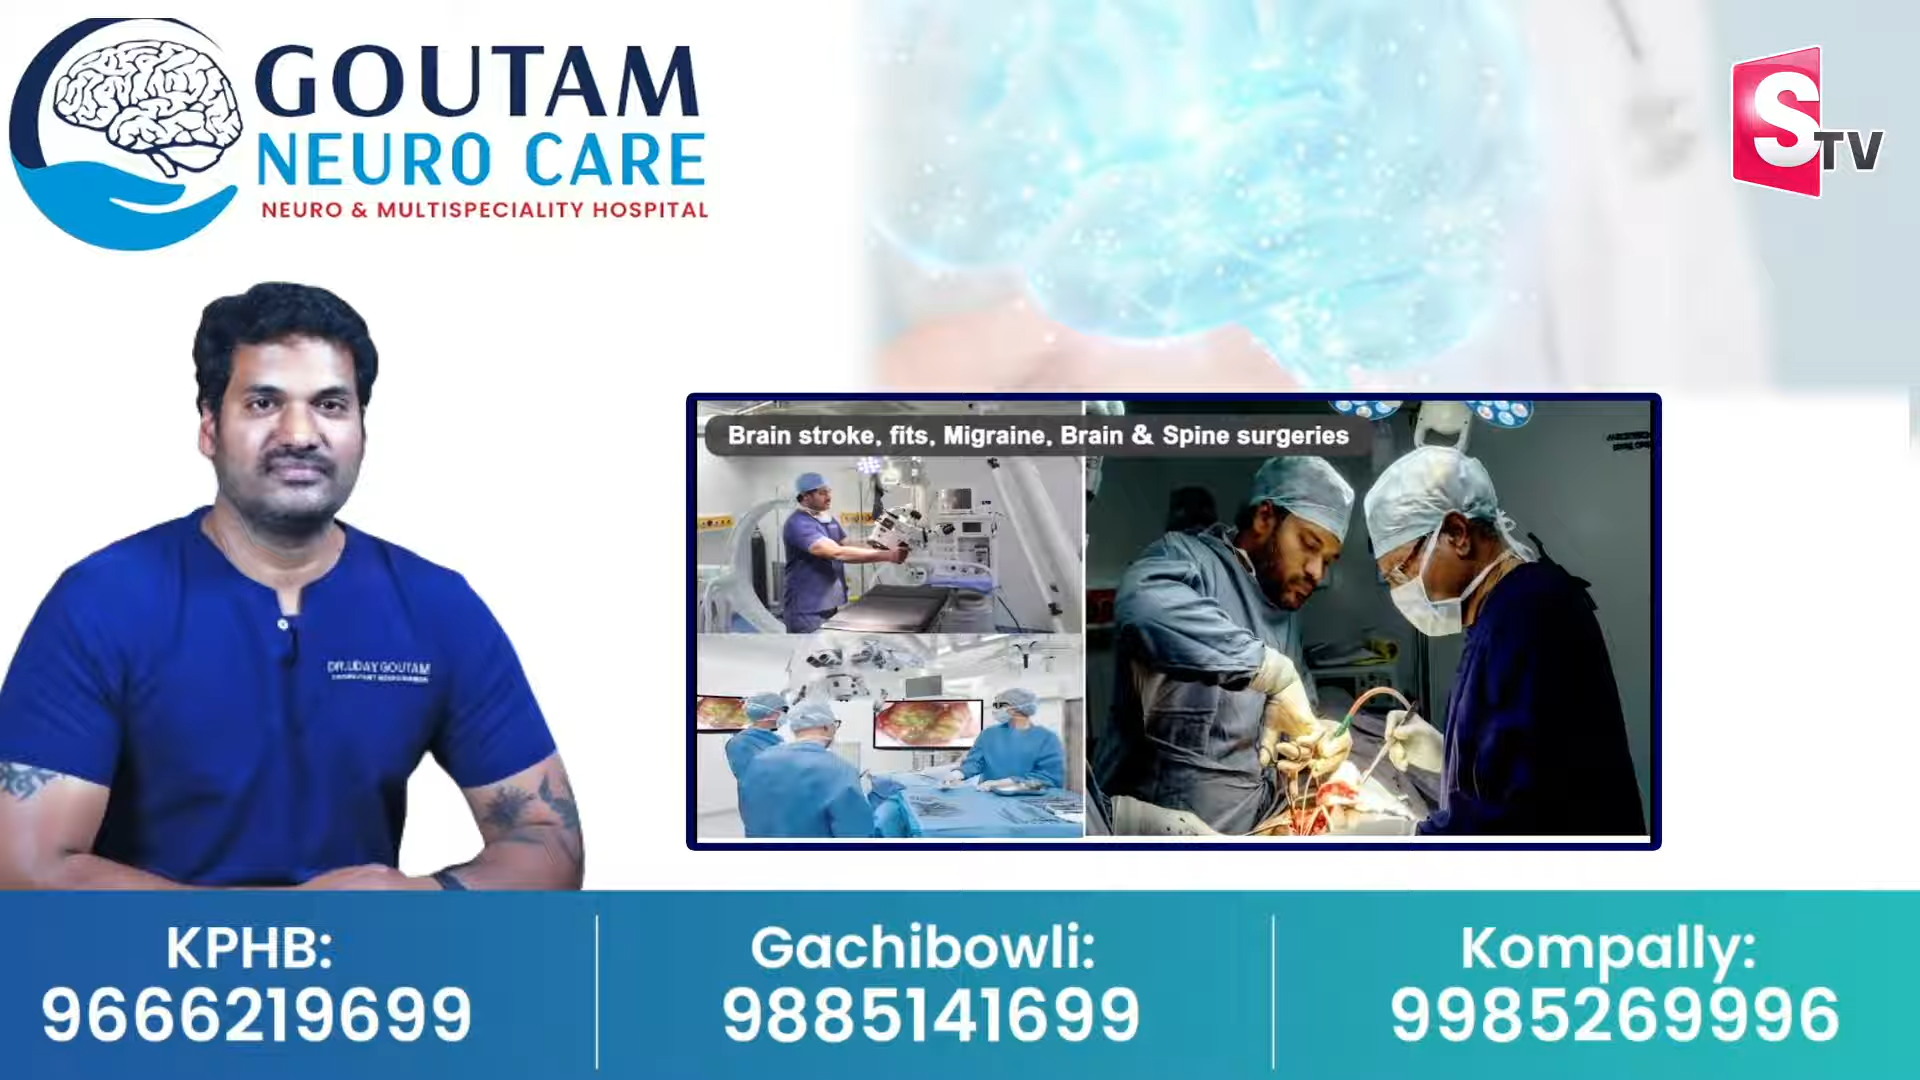 GOUTAM
NEURO CARE
NEURO & MULTISPECIALITY HOSPITAL
STV
Brain stroke, fits, Migraine, Brain & Spine surgeries
DR.UDAY GOUTAM
KPHB:
9666219699
Gachibowli:
9885141699
Kompally:
9985269996